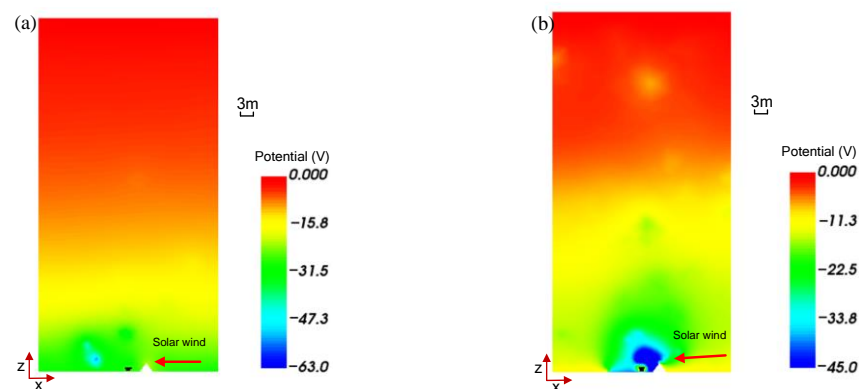 (a)
3m
Potential (V)
0.000
−15.8
−31.5
−47.3
−63.0
Solar wind
z
x
(b)
3m
Potential (V)
0.000
−11.3
−22.5
−33.8
−45.0
Solar wind
z
x